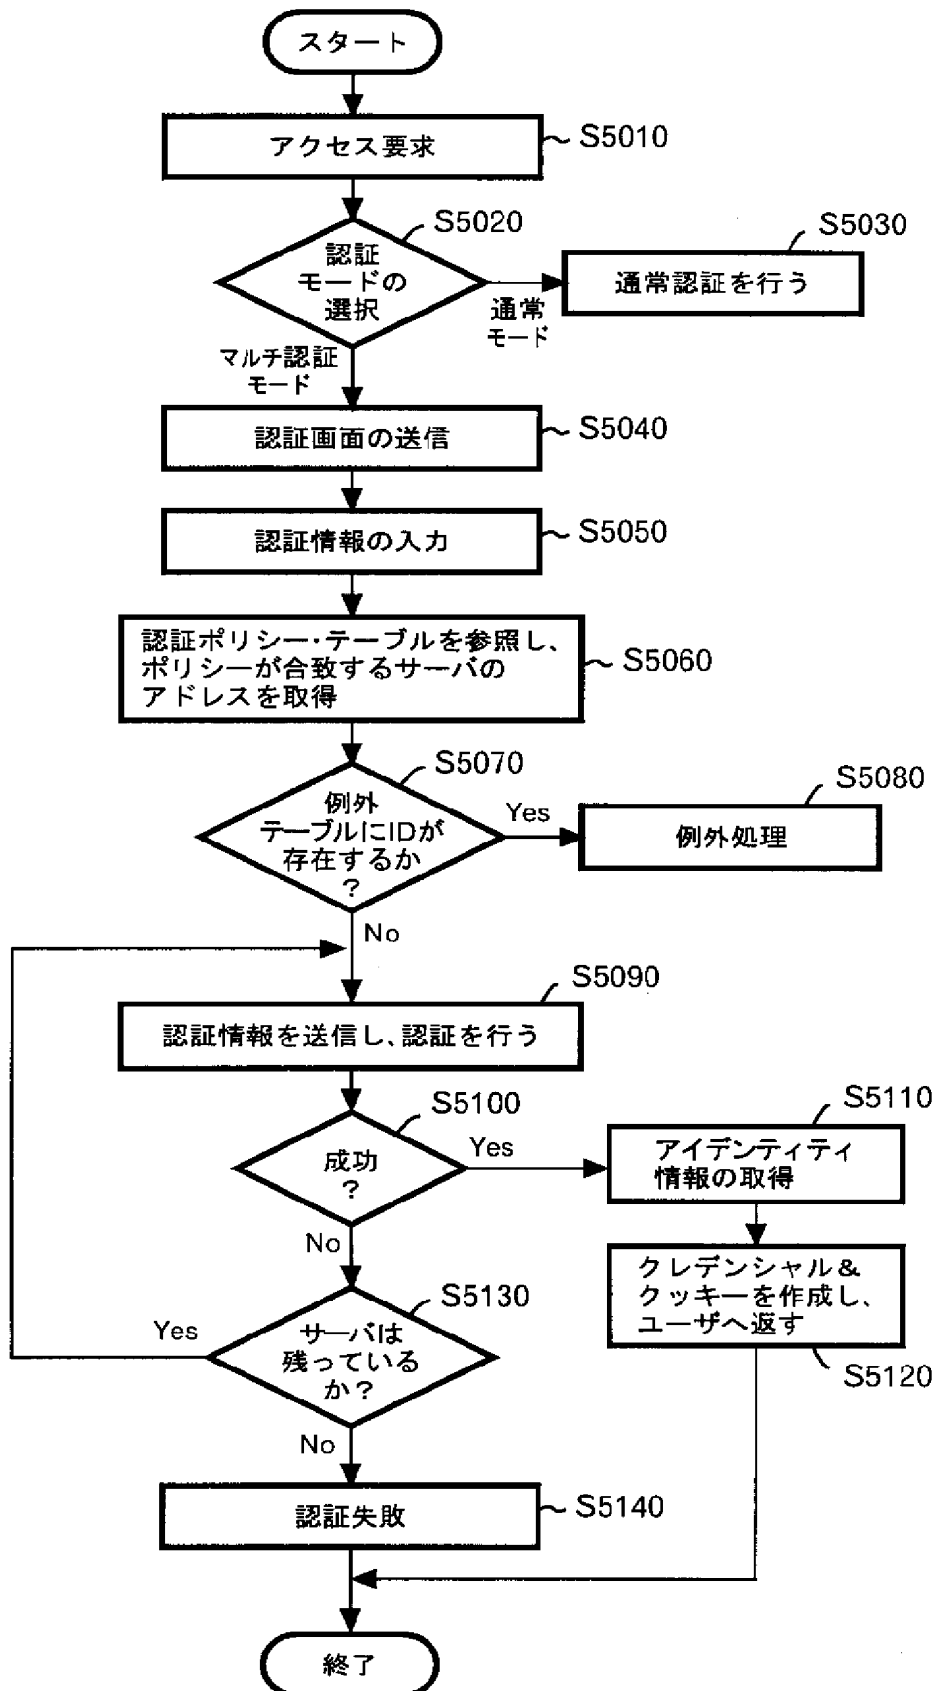 スタート
アクセス要求
S5010
S5020
認証
モードの
選択
通常
モード
S5030
通常認証を行う
マルチ認証
モード
認証画面の送信
S5040
認証情報の入力
S5050
認証ポリシー・テーブルを参照し、
ポリシーが合致するサーバの
アドレスを取得
S5060
S5070
例外
テーブルにIDが
存在するか
?
Yes
S5080
例外処理
No
S5090
認証情報を送信し、認証を行う
S5100
成功
?
Yes
S5110
アイデンティティ
情報の取得
クレデンシャル&
クッキーを作成し、
ユーザへ返す
S5120
No
S5130
サーバは
残っている
か?
Yes
No
認証失敗
S5140
終了